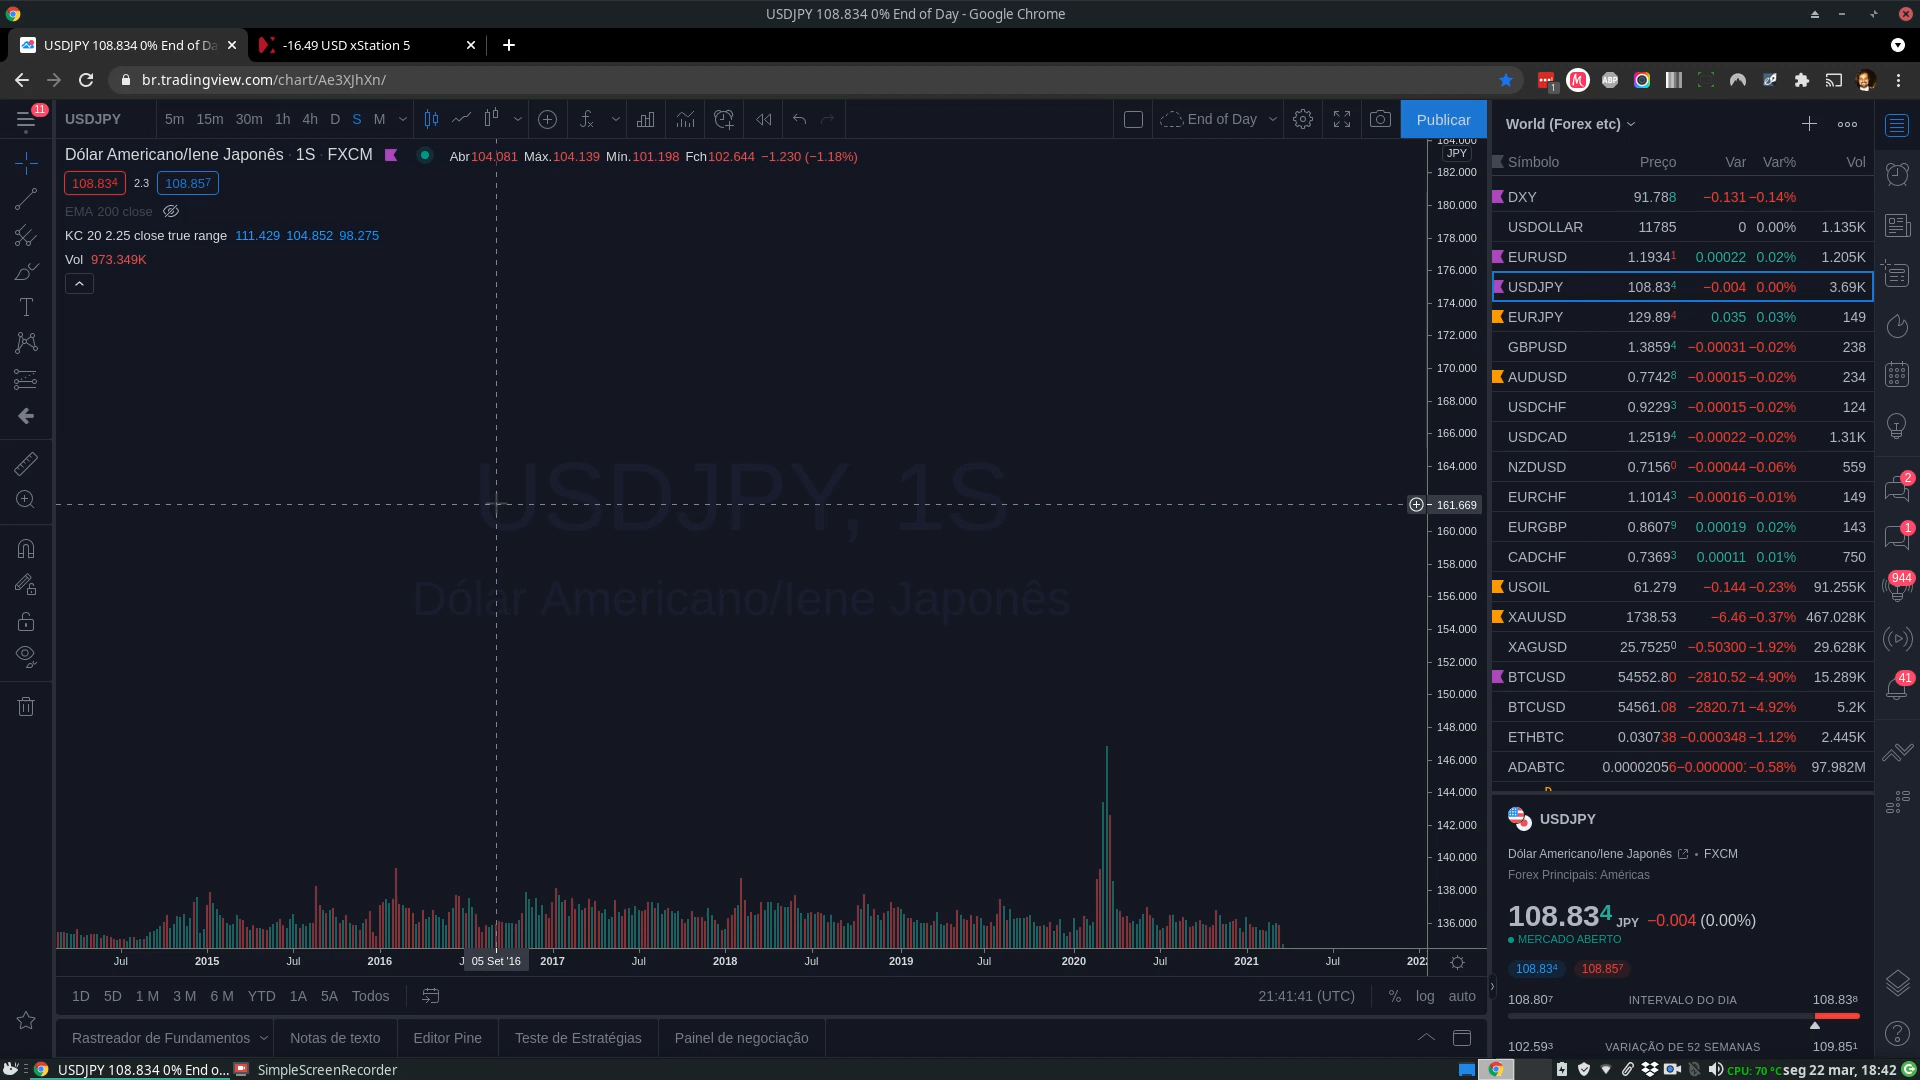 USDJPY 108.834 0% End of Day - Google Chrome
USDJPY 108.834 0% End of Da
-16.49 USD xStation 5
br.tradingview.com/chart/Ae3XJhXn/
1
11
USDJPY
5m 15m 30m 1h 4h D S M
End of Day
Publicar
Dólar Americano/Iene Japonês · 1S · FXCM
Abr104.081 Máx.104.139 Mín.101.198 Fch102.644 −1.230 (−1.18%)
108.834 2.3 108.857
EMA 200 close
KC 20 2.25 close true range 111.429 104.852 98.275
Vol 973.349K
USDJPY, 1S
Dólar Americano/Iene Japonês
184.000
JPY
182.000
180.000
178.000
176.000
174.000
172.000
170.000
168.000
166.000
164.000
161.669
160.000
158.000
156.000
154.000
152.000
150.000
148.000
146.000
144.000
142.000
140.000
138.000
136.000
Jul 2015 Jul 2016 05 Set '16 2017 Jul 2018 Jul 2019 Jul 2020 Jul 2021 Jul
1D 5D 1 M 3 M 6 M YTD 1A 5A Todos
21:41:41 (UTC) % log auto
Rastreador de Fundamentos Notas de texto Editor Pine Teste de Estratégias Painel de negociação
World (Forex etc)
Símbolo Preço Var Var% Vol
DXY 91.788 −0.131 −0.14%
USDOLLAR 11785 0 0.00% 1.135K
EURUSD 1.19341 0.00022 0.02% 1.205K
USDJPY 108.834 −0.004 0.00% 3.69K
EURJPY 129.894 0.035 0.03% 149
GBPUSD 1.38594 −0.00031 −0.02% 238
AUDUSD 0.77428 −0.00015 −0.02% 234
USDCHF 0.92293 −0.00015 −0.02% 124
USDCAD 1.25194 −0.00022 −0.02% 1.31K
NZDUSD 0.71560 −0.00044 −0.06% 559
EURCHF 1.10143 −0.00016 −0.01% 149
EURGBP 0.86079 0.00019 0.02% 143
CADCHF 0.73693 0.00011 0.01% 750
USOIL 61.279 −0.144 −0.23% 91.255K
XAUUSD 1738.53 −6.46 −0.37% 467.028K
XAGUSD 25.75250 −0.50300 −1.92% 29.628K
BTCUSD 54552.80 −2810.52 −4.90% 15.289K
BTCUSD 54561.08 −2820.71 −4.92% 5.2K
ETHBTC 0.030738 −0.000348 −1.12% 2.445K
ADABTC 0.00002056 −0.000000 −0.58% 97.982M
2
1
944
41
USDJPY
Dólar Americano/Iene Japonês • FXCM
Forex Principais: Américas
108.834 JPY −0.004 (0.00%)
MERCADO ABERTO
108.834 108.857
108.807 INTERVALO DO DIA 108.838
102.593 VARIAÇÃO DE 52 SEMANAS 109.851
USDJPY 108.834 0% End o...
SimpleScreenRecorder
CPU: 70 °C
seg 22 mar, 18:42